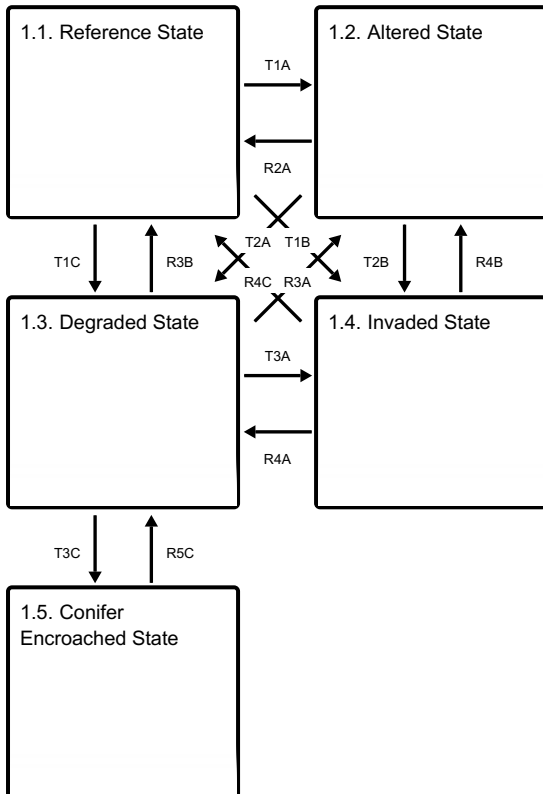 1.1. Reference State
1.2. Altered State
T1A
R2A
T2A
T1B
T1C
R3B
T2B
R4B
R4C
R3A
1.3. Degraded State
1.4. Invaded State
T3A
R4A
T3C
R5C
1.5. Conifer
Encroached State